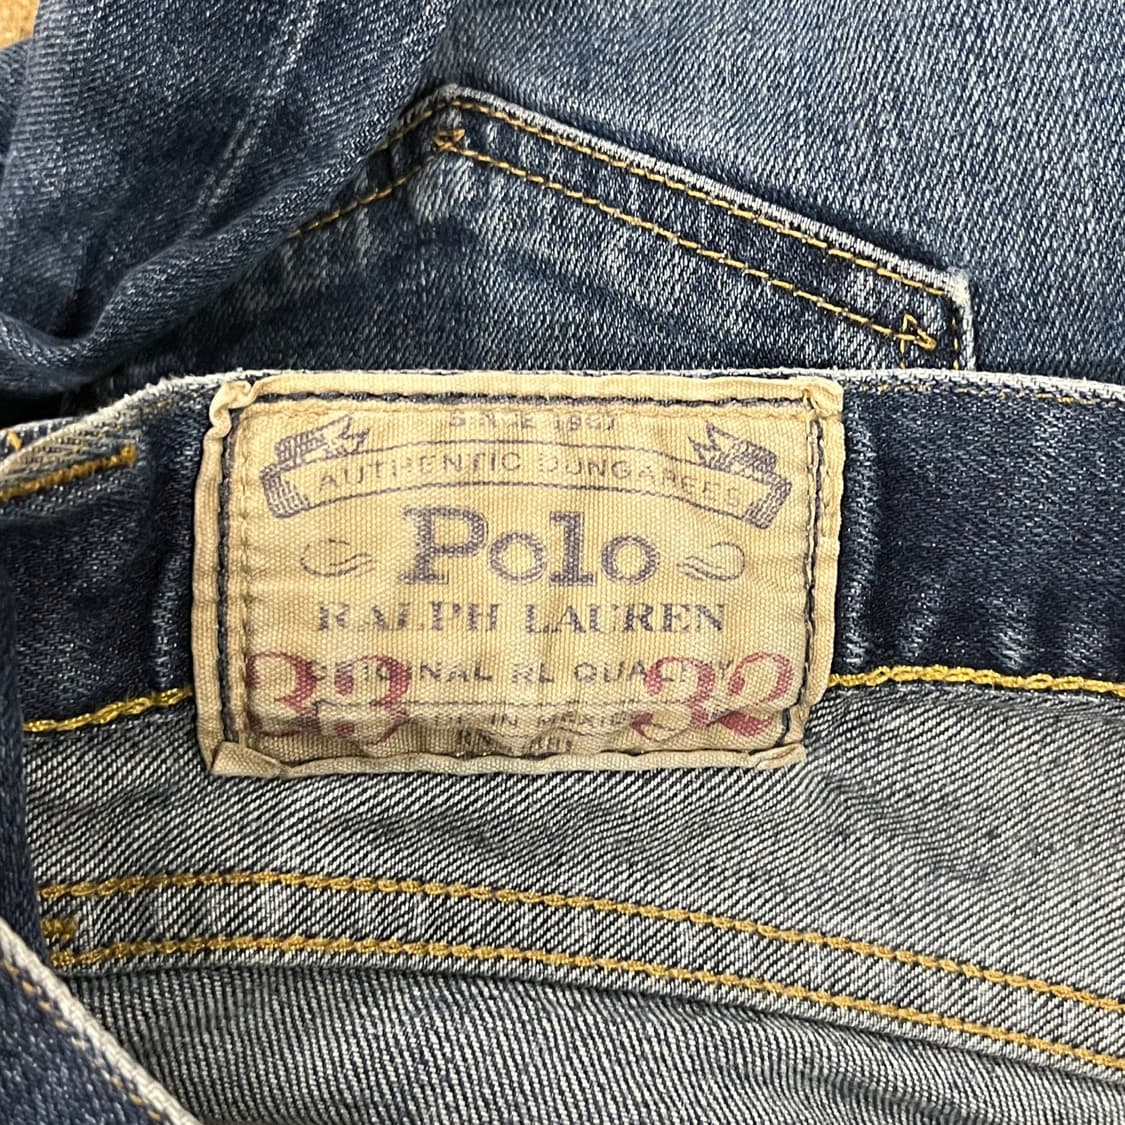 SINCE 1967
AUTHENTIC DUNGAREES
Polo
RALPH LAUREN
ORIGINAL RL QUALITY
33 32
MADE IN MEXICO